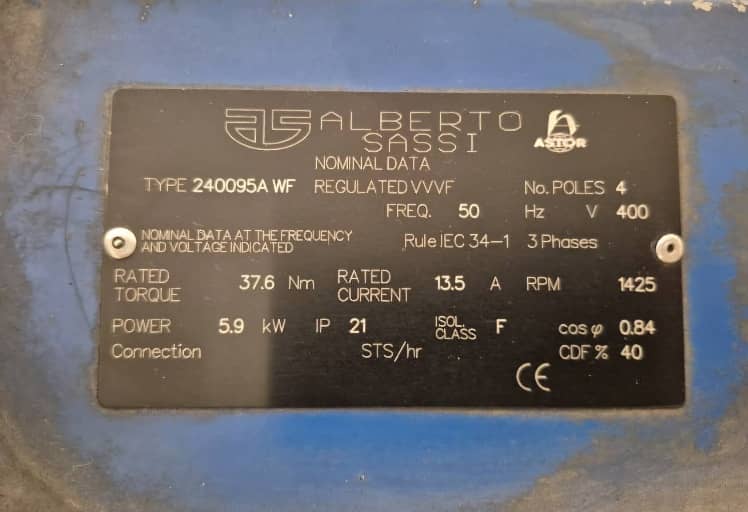 ALBERTO
SASSI
ASTOR
NOMINAL DATA
TYPE 240095A WF REGULATED VVVF No. POLES 4
FREQ. 50 Hz V 400
NOMINAL DATA AT THE FREQUENCY
AND VOLTAGE INDICATED
Rule IEC 34-1 3 Phases
RATED TORQUE 37.6 Nm RATED CURRENT 13.5 A RPM 1425
POWER 5.9 kW IP 21 ISOL. CLASS F cos φ 0.84
Connection STS/hr CDF % 40
CE